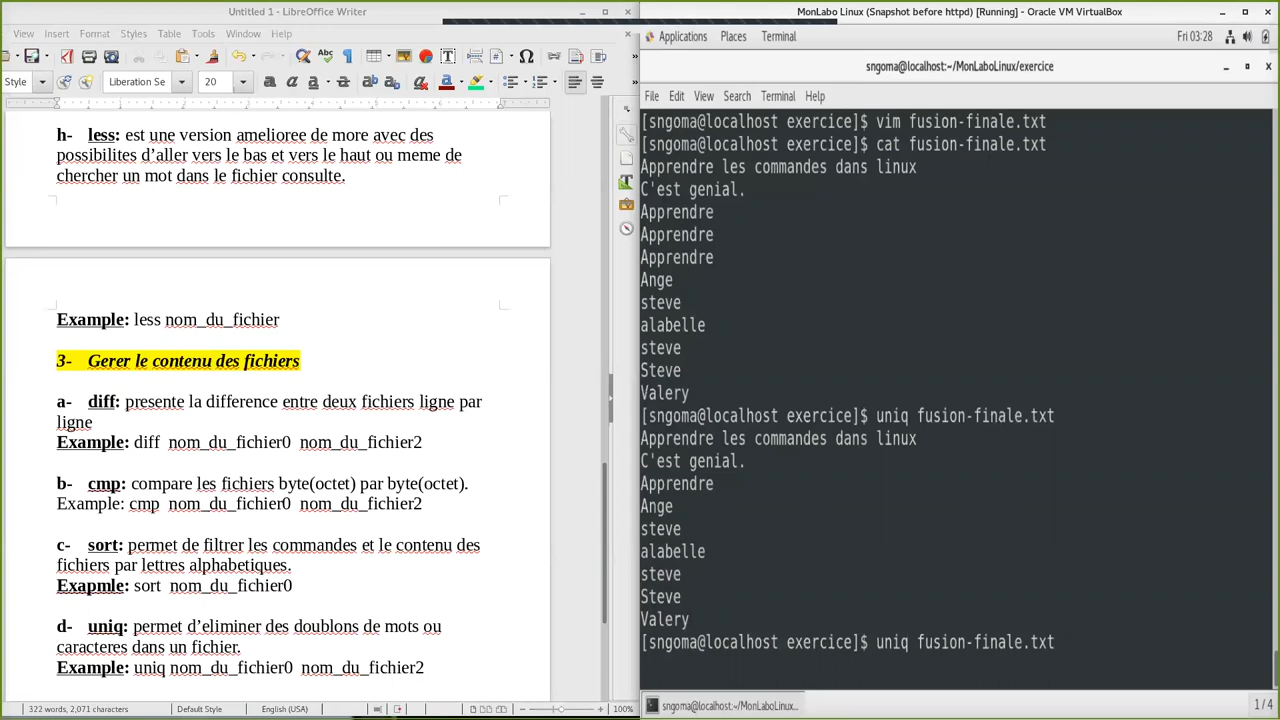 Untitled 1 - LibreOffice Writer
View Insert Format Styles Table Tools Window Help
Style Liberation Se 20
h- less: est une version amelioree de more avec des
possibilites d’aller vers le bas et vers le haut ou meme de
chercher un mot dans le fichier consulte.
Example: less nom_du_fichier
3- Gerer le contenu des fichiers
a- diff: presente la difference entre deux fichiers ligne par
ligne
Example: diff nom_du_fichier0 nom_du_fichier2
b- cmp: compare les fichiers byte(octet) par byte(octet).
Example: cmp nom_du_fichier0 nom_du_fichier2
c- sort: permet de filtrer les commandes et le contenu des
fichiers par lettres alphabetiques.
Exapmle: sort nom_du_fichier0
d- uniq: permet d’eliminer des doublons de mots ou
caracteres dans un fichier.
Example: uniq nom_du_fichier0 nom_du_fichier2
322 words, 2,071 characters Default Style English (USA) 100%
MonLabo Linux (Snapshot before httpd) [Running] - Oracle VM VirtualBox
Applications Places Terminal Fri 03:28
sngoma@localhost:~/MonLaboLinux/exercice
File Edit View Search Terminal Help
[sngoma@localhost exercice]$ vim fusion-finale.txt
[sngoma@localhost exercice]$ cat fusion-finale.txt
Apprendre les commandes dans linux
C'est genial.
Apprendre
Apprendre
Apprendre
Ange
steve
alabelle
steve
Steve
Valery
[sngoma@localhost exercice]$ uniq fusion-finale.txt
Apprendre les commandes dans linux
C'est genial.
Apprendre
Ange
steve
alabelle
steve
Steve
Valery
[sngoma@localhost exercice]$ uniq fusion-finale.txt
sngoma@localhost:~/MonLaboLinux... 1 / 4